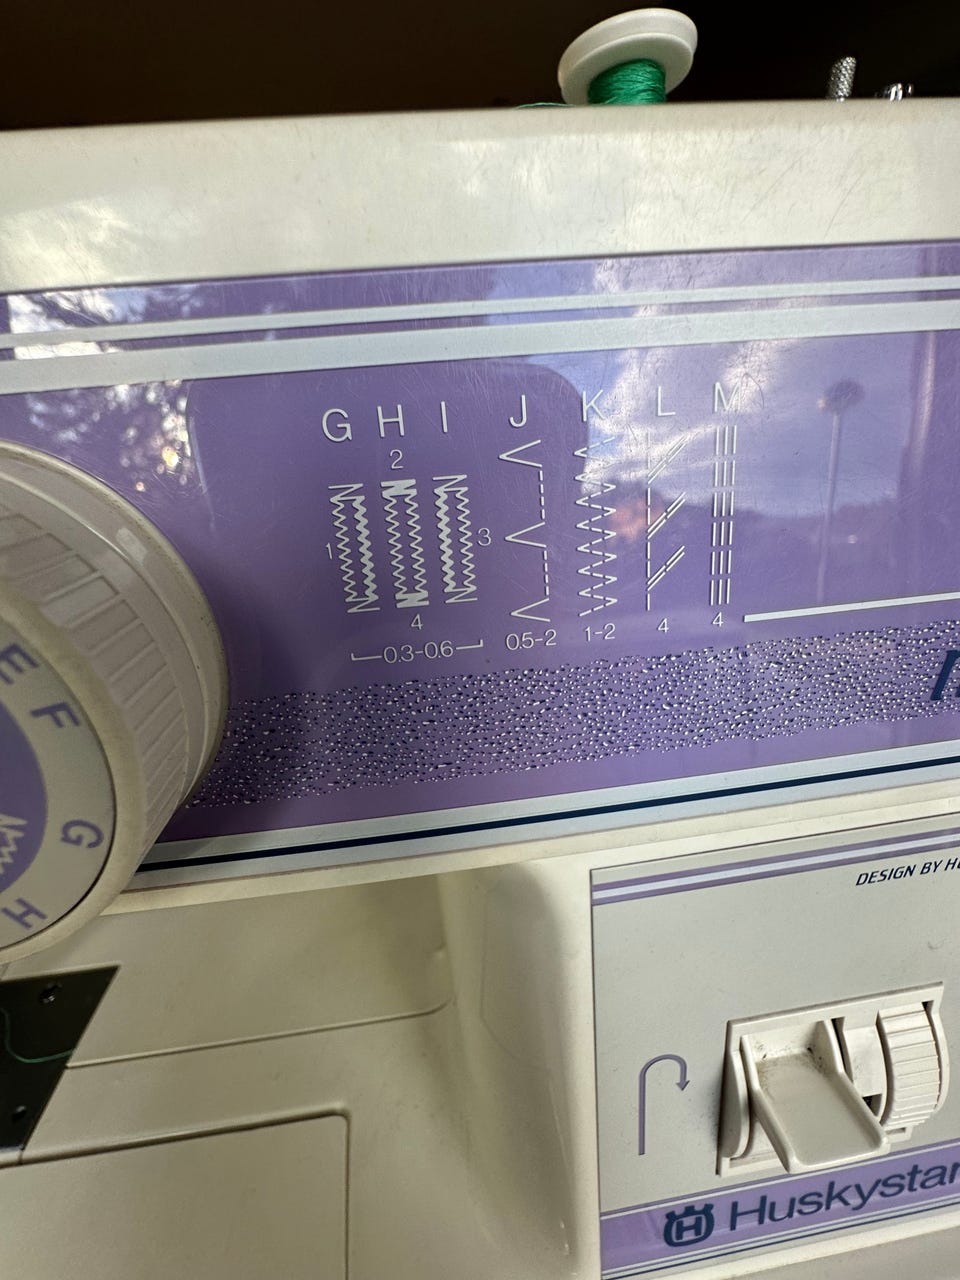 G H I J K L M
2
1
3
4
0.3-0.6 0.5-2 1-2 4 4
E
F
G
H
DESIGN BY
Huskystar
H